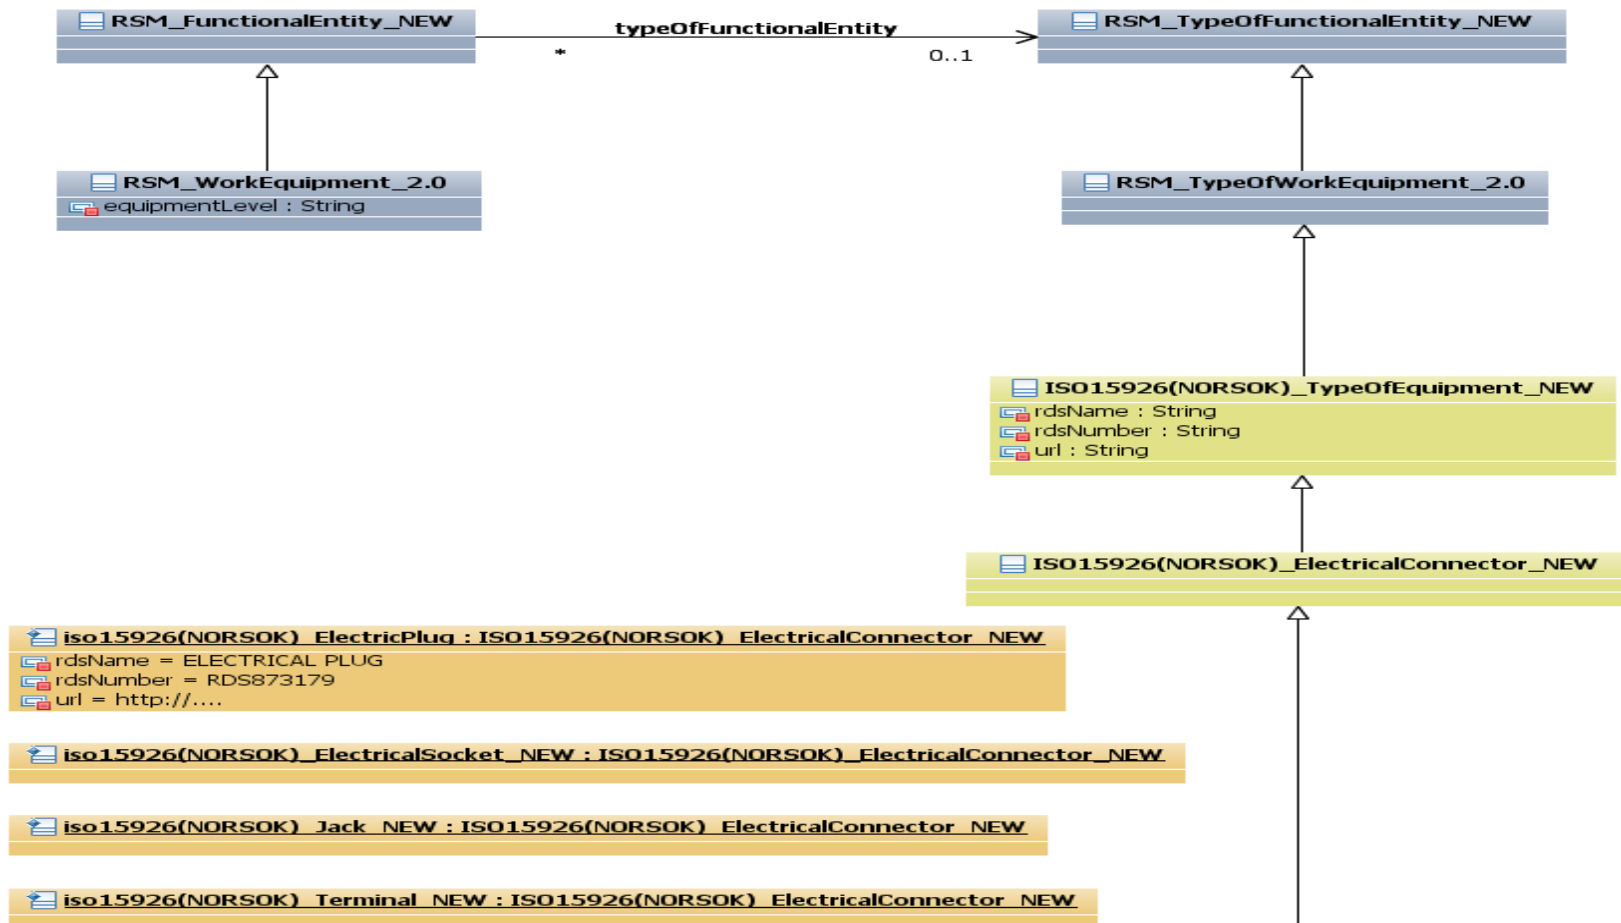 RSM_FunctionalEntity_NEW
typeOfFunctionalEntity
RSM_TypeOfFunctionalEntity_NEW
*
0..1
RSM_WorkEquipment_2.0
equipmentLevel : String
RSM_TypeOfWorkEquipment_2.0
ISO15926(NORSOK)_TypeOfEquipment_NEW
rdsName : String
rdsNumber : String
url : String
ISO15926(NORSOK)_ElectricalConnector_NEW
iso15926(NORSOK)_ElectricPlug : ISO15926(NORSOK)_ElectricalConnector_NEW
rdsName = ELECTRICAL PLUG
rdsNumber = RDS873179
url = http://....
iso15926(NORSOK)_ElectricalSocket_NEW : ISO15926(NORSOK)_ElectricalConnector_NEW
iso15926(NORSOK)_Jack_NEW : ISO15926(NORSOK)_ElectricalConnector_NEW
iso15926(NORSOK)_Terminal_NEW : ISO15926(NORSOK)_ElectricalConnector_NEW